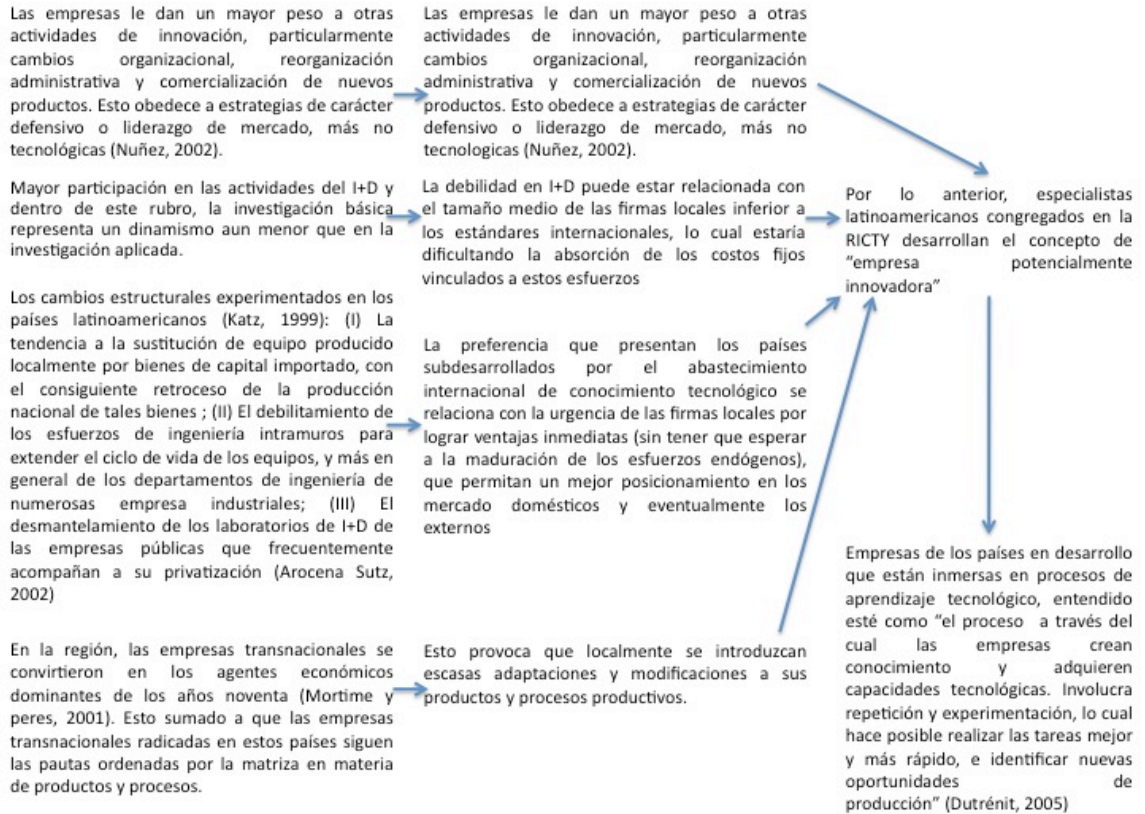 Las empresas le dan un mayor peso a otras
actividades de innovación, particularmente
cambios organizacional, reorganización
administrativa y comercialización de nuevos
productos. Esto obedece a estrategias de carácter
defensivo o liderazgo de mercado, más no
tecnológicas (Nuñez, 2002).
Mayor participación en las actividades del I+D y
dentro de este rubro, la investigación básica
representa un dinamismo aun menor que en la
investigación aplicada.
Los cambios estructurales experimentados en los
países latinoamericanos (Katz, 1999): (I) La
tendencia a la sustitución de equipo producido
localmente por bienes de capital importado, con
el consiguiente retroceso de la producción
nacional de tales bienes ; (II) El debilitamiento de
los esfuerzos de ingeniería intramuros para
extender el ciclo de vida de los equipos, y más en
general de los departamentos de ingeniería de
numerosas empresa industriales; (III) El
desmantelamiento de los laboratorios de I+D de
las empresas públicas que frecuentemente
acompañan a su privatización (Arocena Sutz,
2002)
En la región, las empresas transnacionales se
convirtieron en los agentes económicos
dominantes de los años noventa (Mortime y
peres, 2001). Esto sumado a que las empresas
transnacionales radicadas en estos países siguen
las pautas ordenadas por la matriza en materia
de productos y procesos.
Las empresas le dan un mayor peso a otras
actividades de innovación, particularmente
cambios organizacional, reorganización
administrativa y comercialización de nuevos
productos. Esto obedece a estrategias de carácter
defensivo o liderazgo de mercado, más no
tecnologicas (Nuñez, 2002).
La debilidad en I+D puede estar relacionada con
el tamaño medio de las firmas locales inferior a
los estándares internacionales, lo cual estaría
dificultando la absorción de los costos fijos
vinculados a estos esfuerzos
La preferencia que presentan los países
subdesarrollados por el abastecimiento
internacional de conocimiento tecnológico se
relaciona con la urgencia de las firmas locales por
lograr ventajas inmediatas (sin tener que esperar
a la maduración de los esfuerzos endógenos),
que permitan un mejor posicionamiento en los
mercado domésticos y eventualmente los
externos
Esto provoca que localmente se introduzcan
escasas adaptaciones y modificaciones a sus
productos y procesos productivos.
Por lo anterior, especialistas
latinoamericanos congregados en la
RICTY desarrollan el concepto de
“empresa potencialmente
innovadora”
Empresas de los países en desarrollo
que están inmersas en procesos de
aprendizaje tecnológico, entendido
esté como “el proceso a través del
cual las empresas crean
conocimiento y adquieren
capacidades tecnológicas. Involucra
repetición y experimentación, lo cual
hace posible realizar las tareas mejor
y más rápido, e identificar nuevas
oportunidades de
producción” (Dutrénit, 2005)